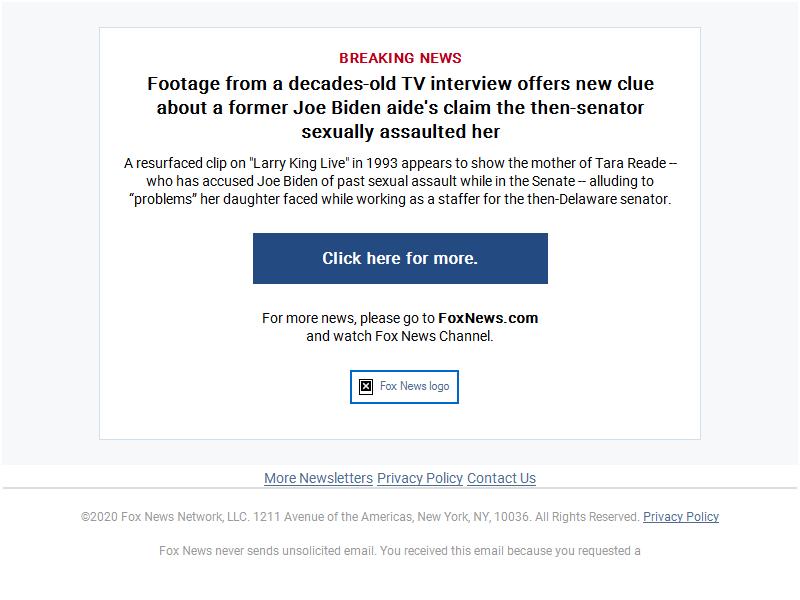 BREAKING NEWS
Footage from a decades-old TV interview offers new clue
about a former Joe Biden aide's claim the then-senator
sexually assaulted her
A resurfaced clip on "Larry King Live" in 1993 appears to show the mother of Tara Reade --
who has accused Joe Biden of past sexual assault while in the Senate -- alluding to
“problems” her daughter faced while working as a staffer for the then-Delaware senator.
Click here for more.
For more news, please go to FoxNews.com
and watch Fox News Channel.
Fox News logo
More Newsletters Privacy Policy Contact Us
©2020 Fox News Network, LLC. 1211 Avenue of the Americas, New York, NY, 10036. All Rights Reserved. Privacy Policy
Fox News never sends unsolicited email. You received this email because you requested a